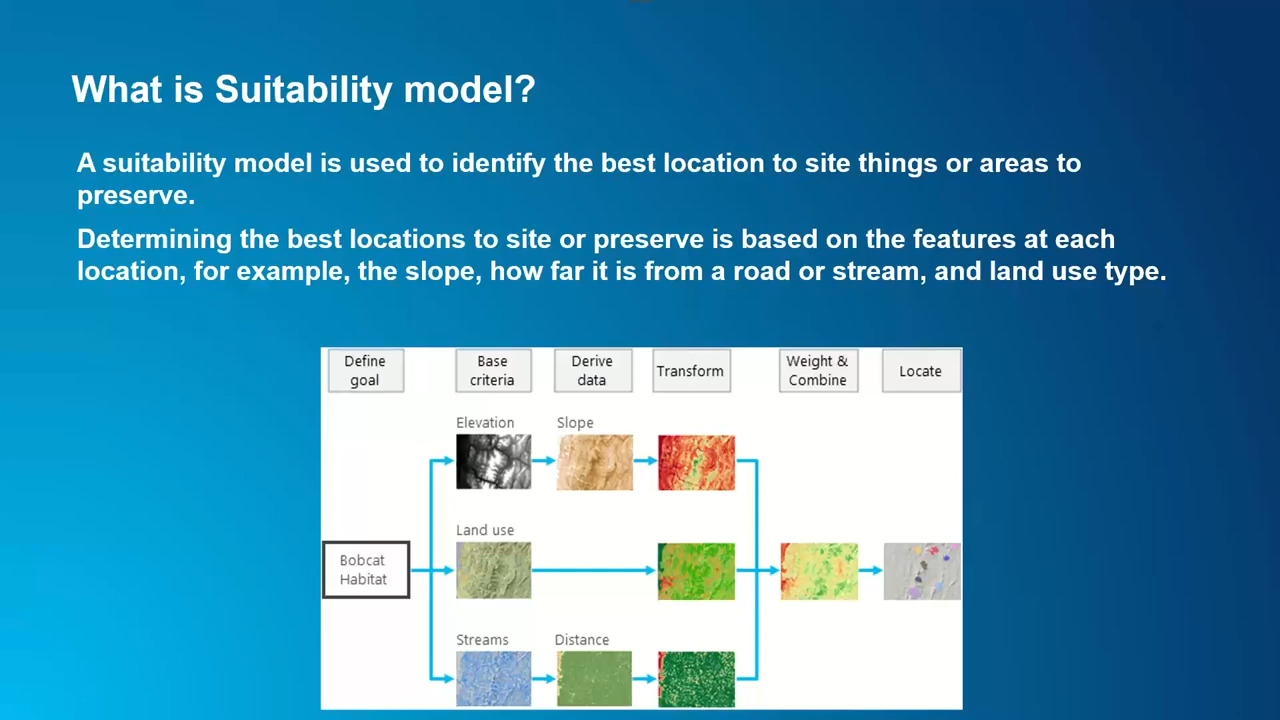 What is Suitability model?
A suitability model is used to identify the best location to site things or areas to
preserve.
Determining the best locations to site or preserve is based on the features at each
location, for example, the slope, how far it is from a road or stream, and land use type.
Define
goal
Base
criteria
Derive
data
Transform
Weight &
Combine
Locate
Elevation
Slope
Land use
Bobcat
Habitat
Streams
Distance